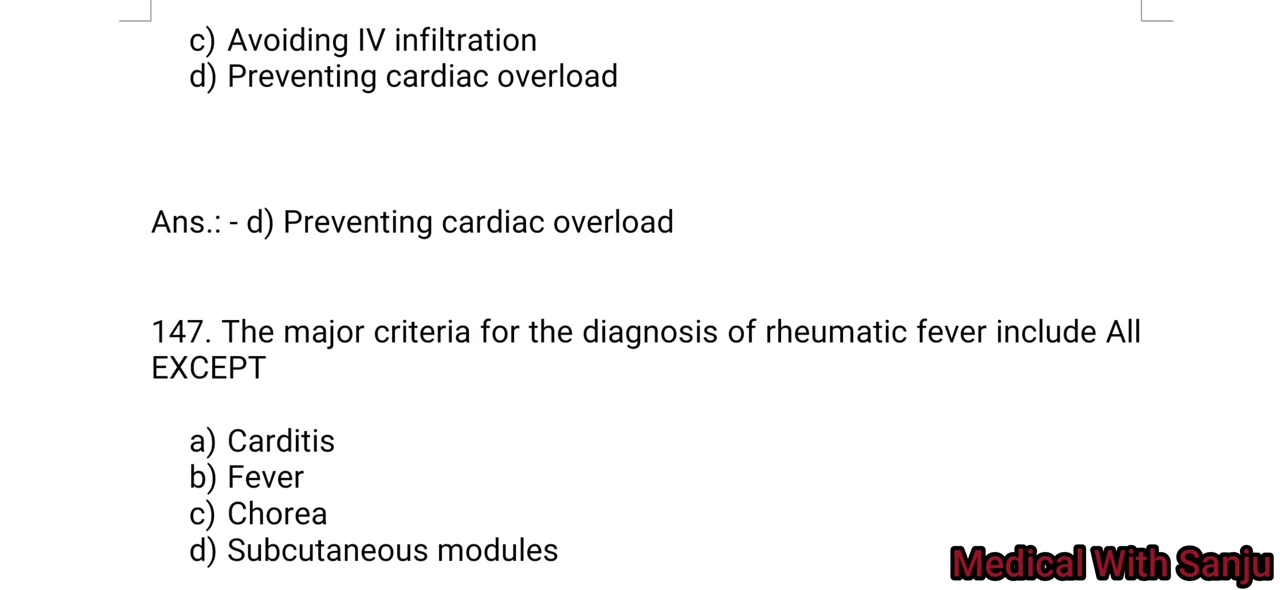 c) Avoiding IV infiltration
d) Preventing cardiac overload
Ans.: - d) Preventing cardiac overload
147. The major criteria for the diagnosis of rheumatic fever include All
EXCEPT
a) Carditis
b) Fever
c) Chorea
d) Subcutaneous modules
Medical With Sanju